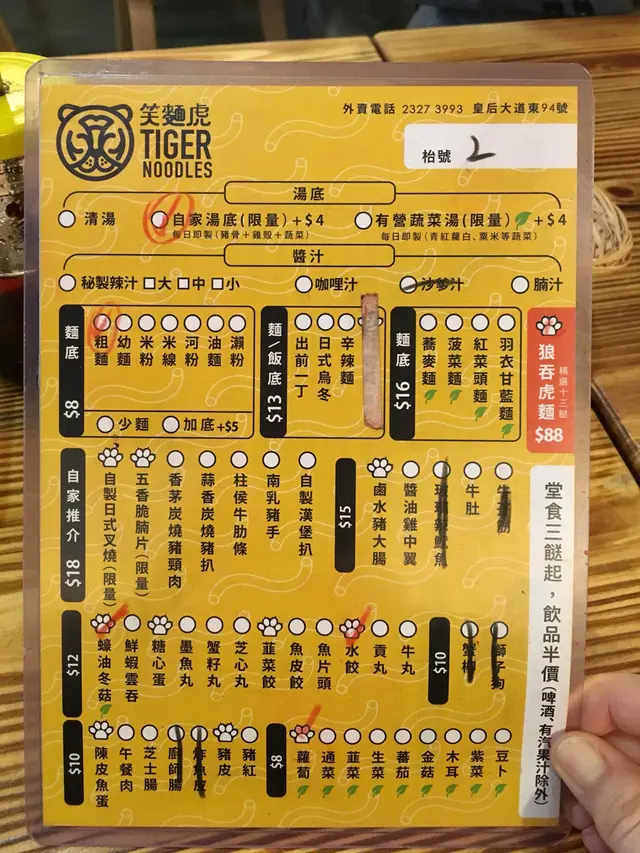 笑麵虎
TIGER
NOODLES
外賣電話 2327 3993 皇后大道東94號
枱號 2
湯底
清湯
自家湯底(限量)+$4
每日即製(豬骨+雞殼+蔬菜)
有營蔬菜湯(限量)+$4
每日即製(青紅蘿白、粟米等蔬菜)
醬汁
秘製辣汁 大 中 小
咖哩汁
沙爹汁
腩汁
麵底 $8
粗麵
幼麵
米粉
米線
河粉
油麵
瀨粉
少麵
加底+$5
麵/飯底 $13
出前一丁
日式烏冬
辛辣麵
麵底 $16
蕎麥麵
菠菜麵
紅菜頭麵
羽衣甘藍麵
狼吞虎麵
精選十三餸
$88
自家推介 $18
自製日式叉燒(限量)
五香脆腩片(限量)
香茅炭燒豬頸肉
蒜香炭燒豬扒
柱侯牛肋條
南乳豬手
自製漢堡扒
$15
鹵水豬大腸
醬油雞中翼
牛肚
堂食三餸起,飲品半價(啤酒、有汽果汁除外)
$12
蠔油冬菇
鮮蝦雲吞
糖心蛋
墨魚丸
蟹籽丸
芝心丸
韮菜餃
魚皮餃
魚片頭
水餃
貢丸
牛丸
$10
蟹柳
獅子狗
$10
陳皮魚蛋
午餐肉
芝士腸
廚師腸
炸魚皮
豬皮
豬紅
$8
蘿蔔
通菜
韮菜
生菜
蕃茄
金菇
木耳
紫菜
豆卜